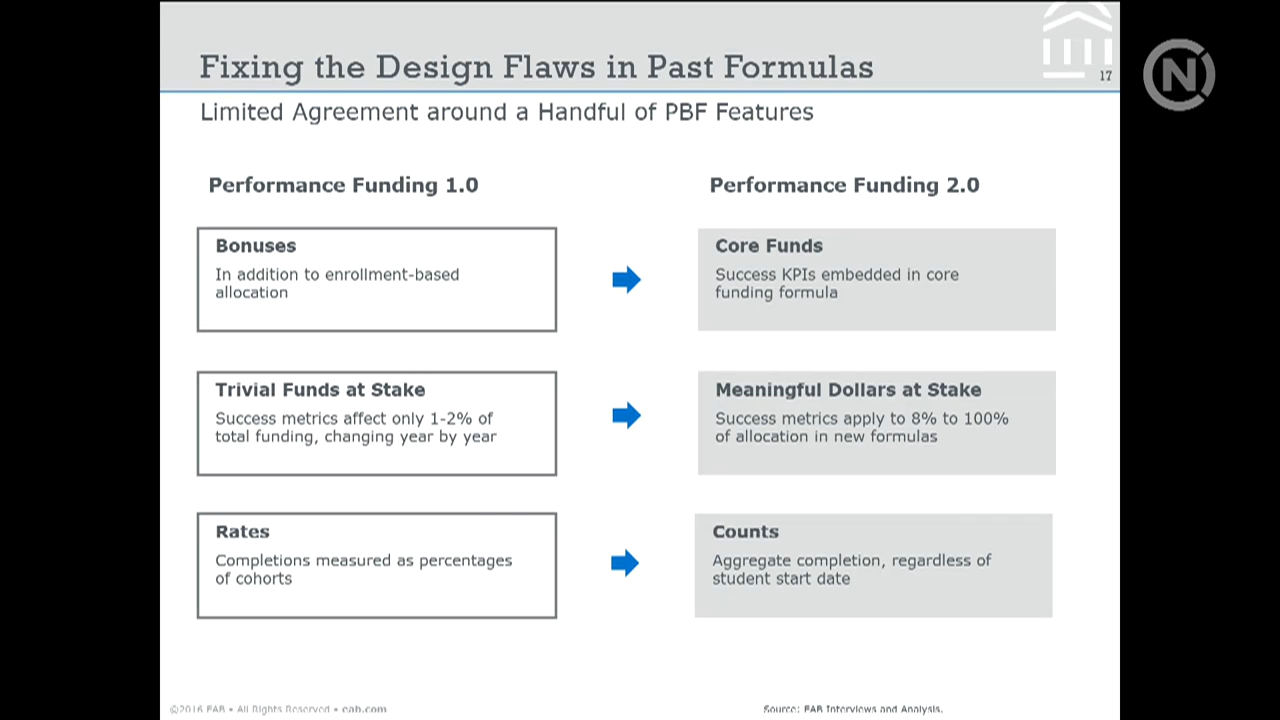 Fixing the Design Flaws in Past Formulas
17
N
Limited Agreement around a Handful of PBF Features
Performance Funding 1.0
Performance Funding 2.0
Bonuses
In addition to enrollment-based
allocation
Core Funds
Success KPIs embedded in core
funding formula
Trivial Funds at Stake
Success metrics affect only 1-2% of
total funding, changing year by year
Meaningful Dollars at Stake
Success metrics apply to 8% to 100%
of allocation in new formulas
Rates
Completions measured as percentages
of cohorts
Counts
Aggregate completion, regardless of
student start date
©2016 EAB • All Rights Reserved • eab.com
Source: EAB Interviews and Analysis.